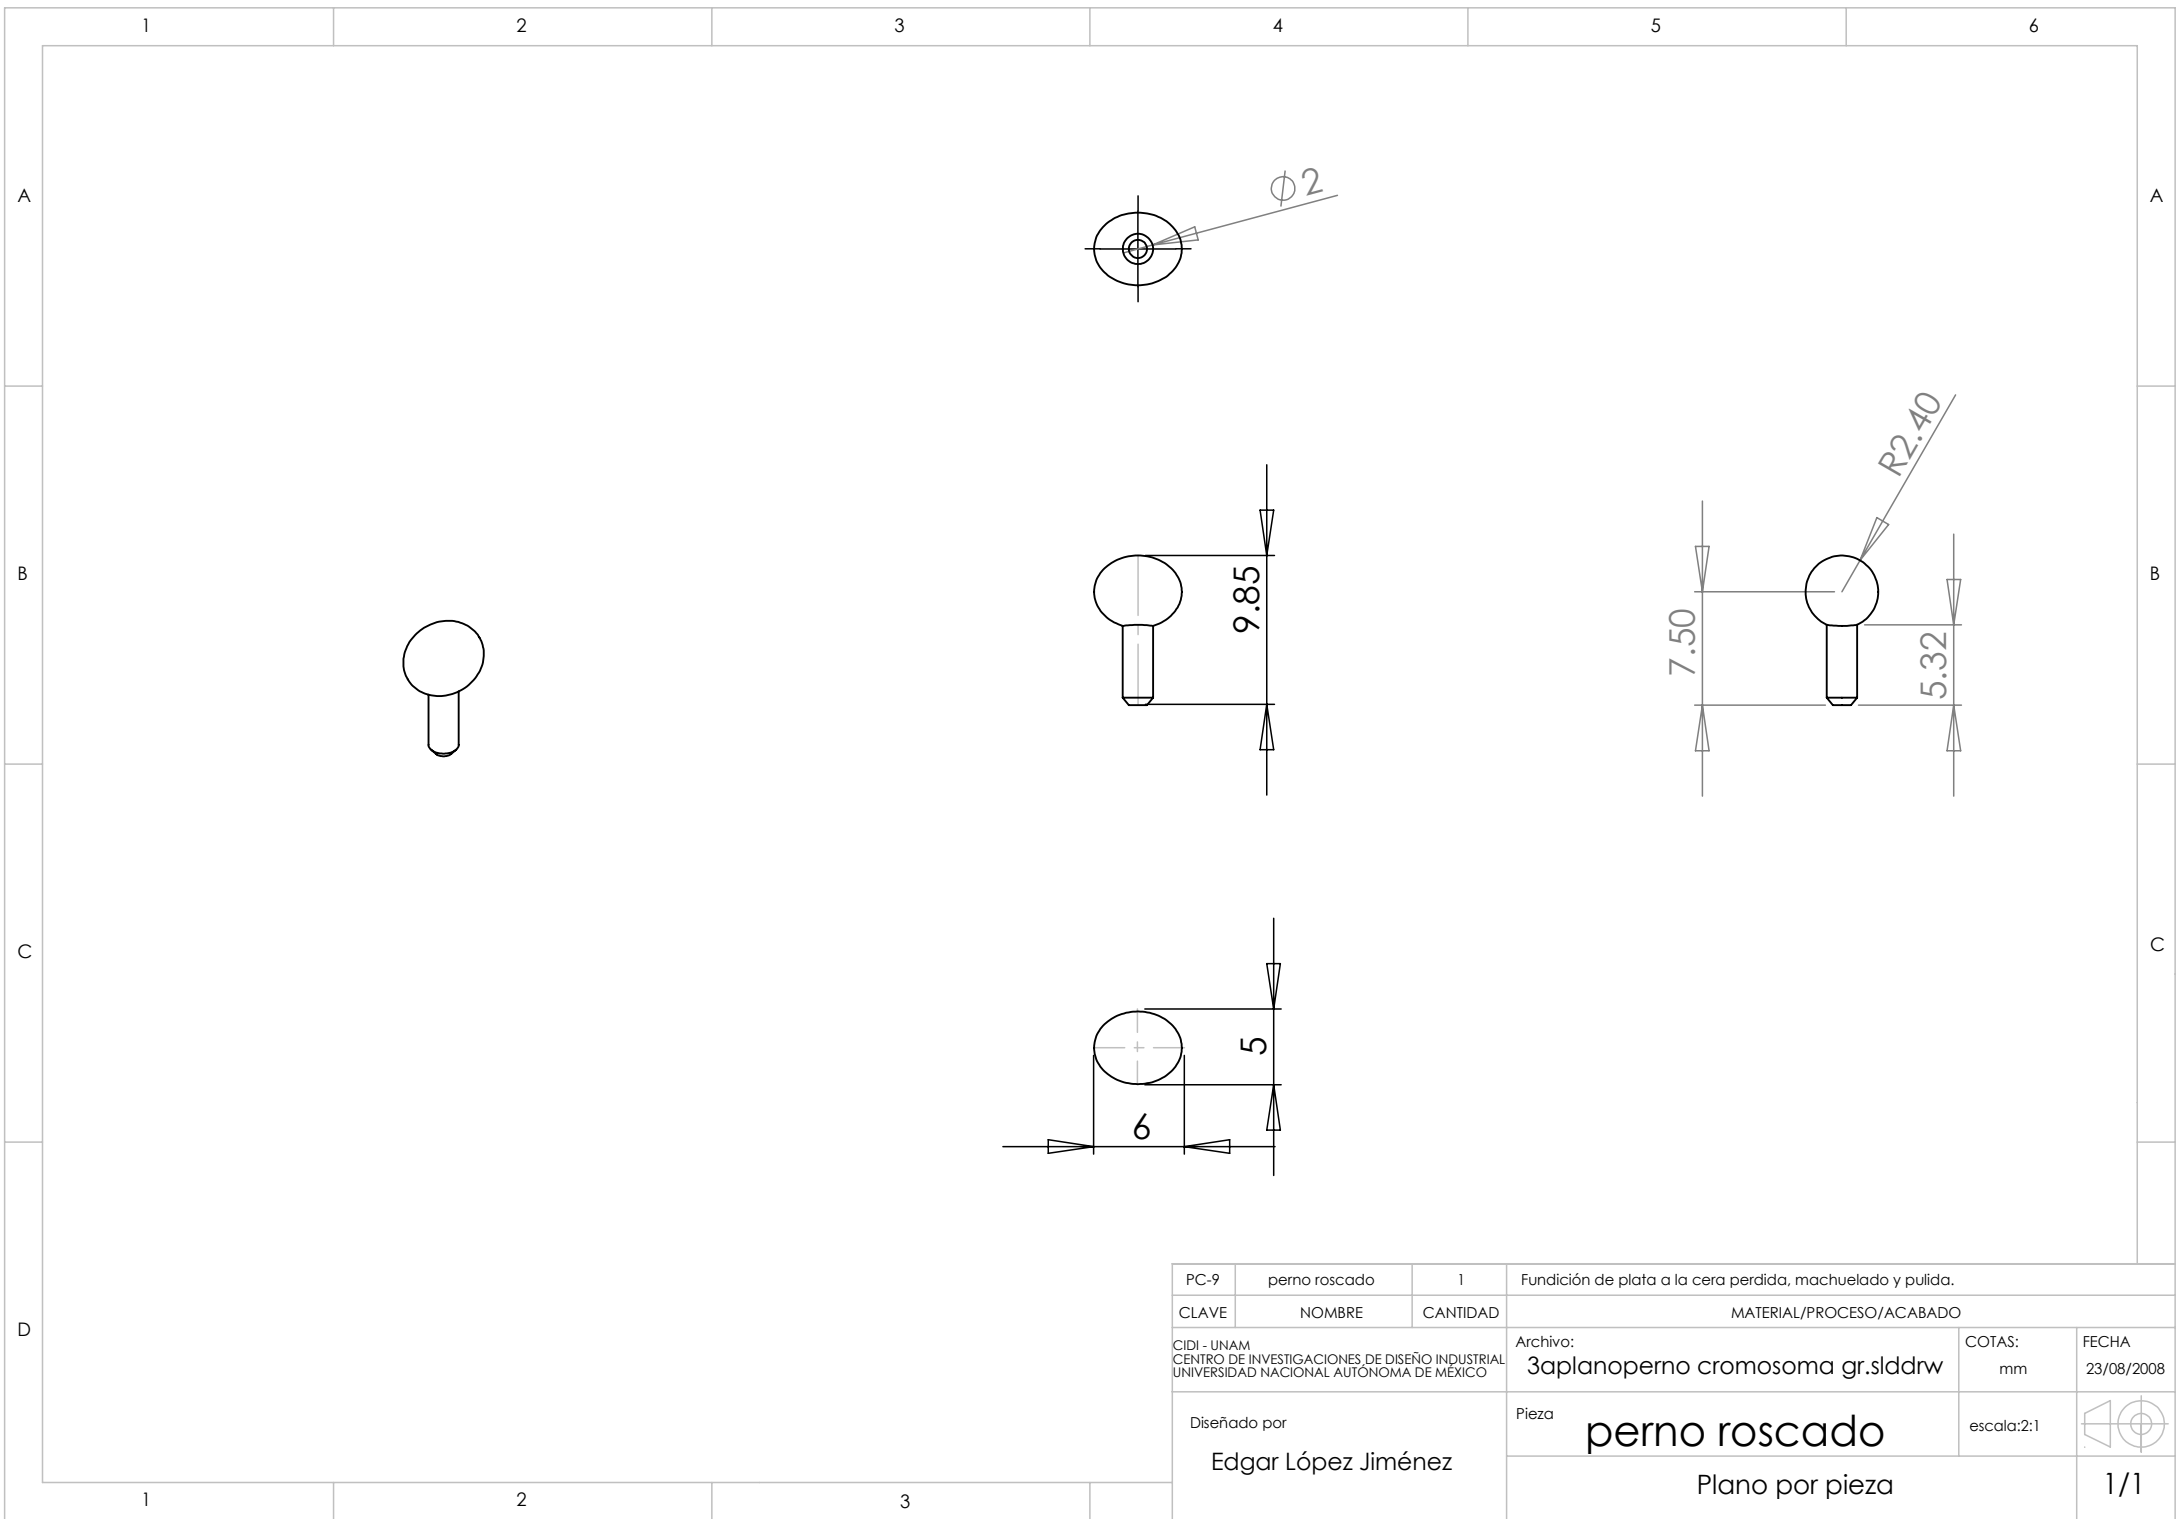 1 2 3 4 5 6
A A
⌀2
R2.40
B B
9.85
7.50
5.32
C C
5
6
D
PC-9 perno roscado 1 Fundición de plata a la cera perdida, machuelado y pulida.
CLAVE NOMBRE CANTIDAD MATERIAL/PROCESO/ACABADO
CIDI - UNAM
CENTRO DE INVESTIGACIONES DE DISEÑO INDUSTRIAL
UNIVERSIDAD NACIONAL AUTÓNOMA DE MÉXICO
Archivo:
3aplanoperno cromosoma gr.slddrw
COTAS:
mm
FECHA
23/08/2008
Diseñado por
Edgar López Jiménez
Pieza
perno roscado
escala:2:1
Plano por pieza
1/1
1 2 3